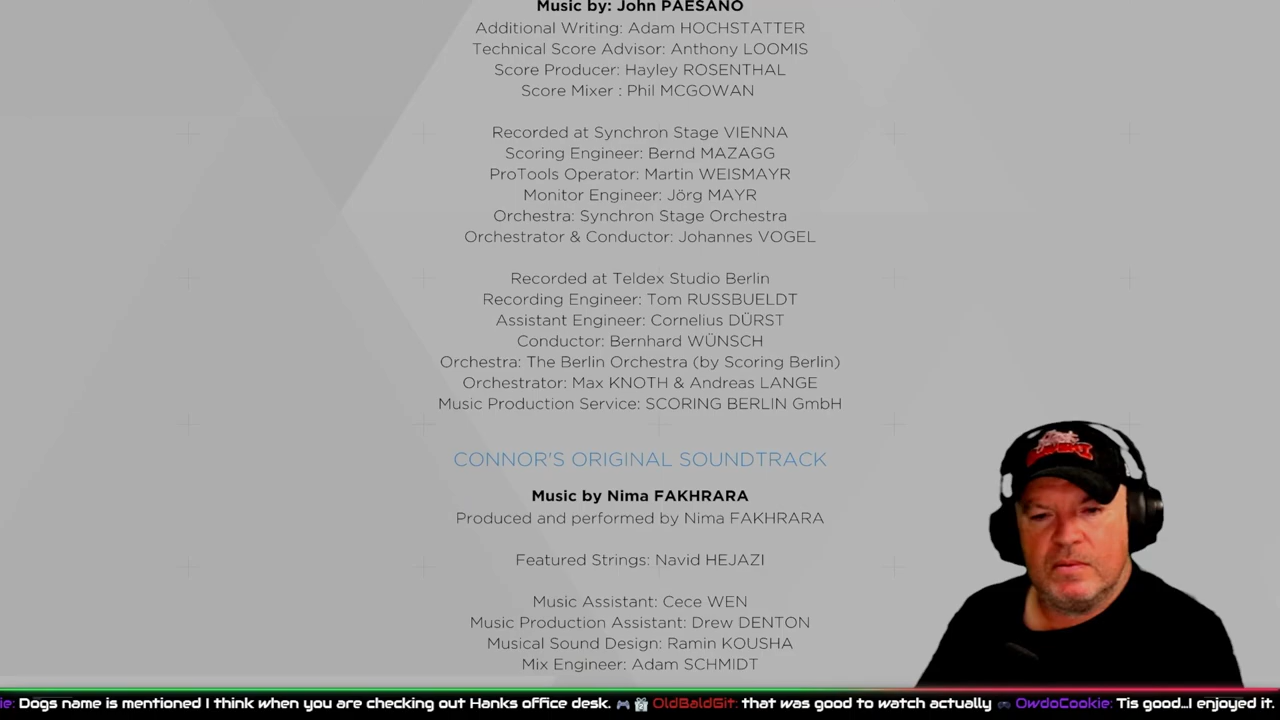 Music by: John PAESANO
Additional Writing: Adam HOCHSTATTER
Technical Score Advisor: Anthony LOOMIS
Score Producer: Hayley ROSENTHAL
Score Mixer : Phil MCGOWAN
Recorded at Synchron Stage VIENNA
Scoring Engineer: Bernd MAZAGG
ProTools Operator: Martin WEISMAYR
Monitor Engineer: Jörg MAYR
Orchestra: Synchron Stage Orchestra
Orchestrator & Conductor: Johannes VOGEL
Recorded at Teldex Studio Berlin
Recording Engineer: Tom RUSSBUELDT
Assistant Engineer: Cornelius DÜRST
Conductor: Bernhard WÜNSCH
Orchestra: The Berlin Orchestra (by Scoring Berlin)
Orchestrator: Max KNOTH & Andreas LANGE
Music Production Service: SCORING BERLIN GmbH
CONNOR'S ORIGINAL SOUNDTRACK
Music by Nima FAKHRARA
Produced and performed by Nima FAKHRARA
Featured Strings: Navid HEJAZI
Music Assistant: Cece WEN
Music Production Assistant: Drew DENTON
Musical Sound Design: Ramin KOUSHA
Mix Engineer: Adam SCHMIDT
ie: Dogs name is mentioned I think when you are checking out Hanks office desk. OldBaldGit: that was good to watch actually OwdoCookie: Tis good...I enjoyed it.